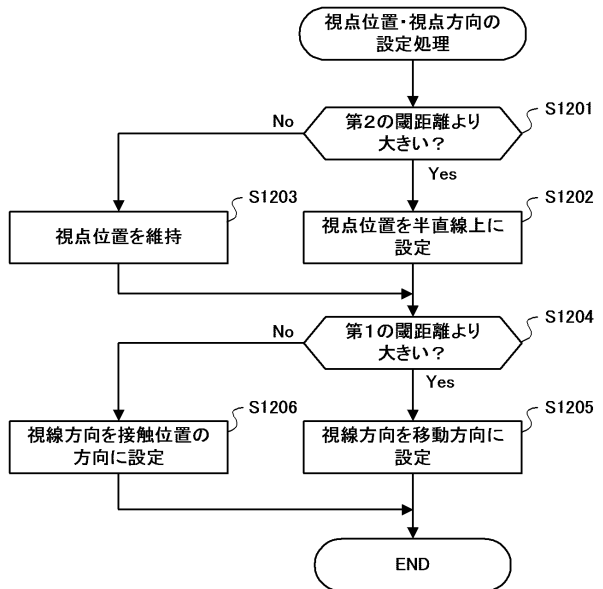 視点位置・視点方向の
設定処理
S1201
第2の閾距離より
大きい?
No
Yes
S1203
視点位置を維持
S1202
視点位置を半直線上に
設定
S1204
第1の閾距離より
大きい?
No
Yes
S1206
視線方向を接触位置の
方向に設定
S1205
視線方向を移動方向に
設定
END